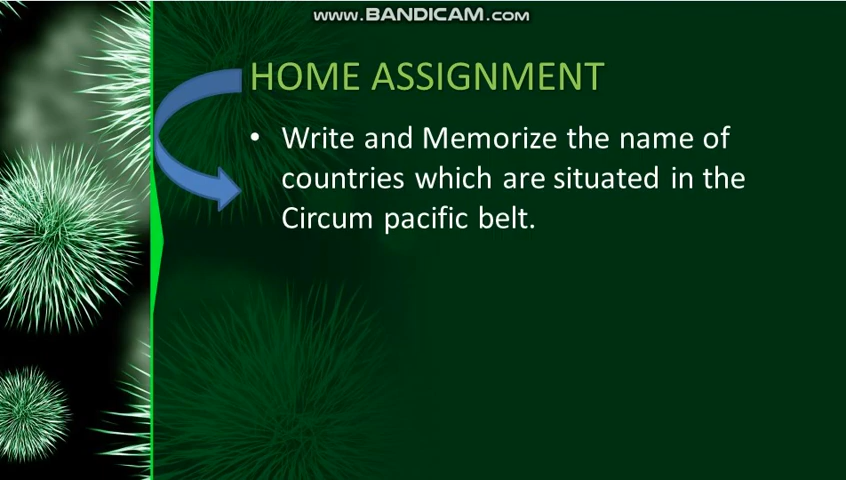 www.BANDICAM.com
HOME ASSIGNMENT
• Write and Memorize the name of
countries which are situated in the
Circum pacific belt.